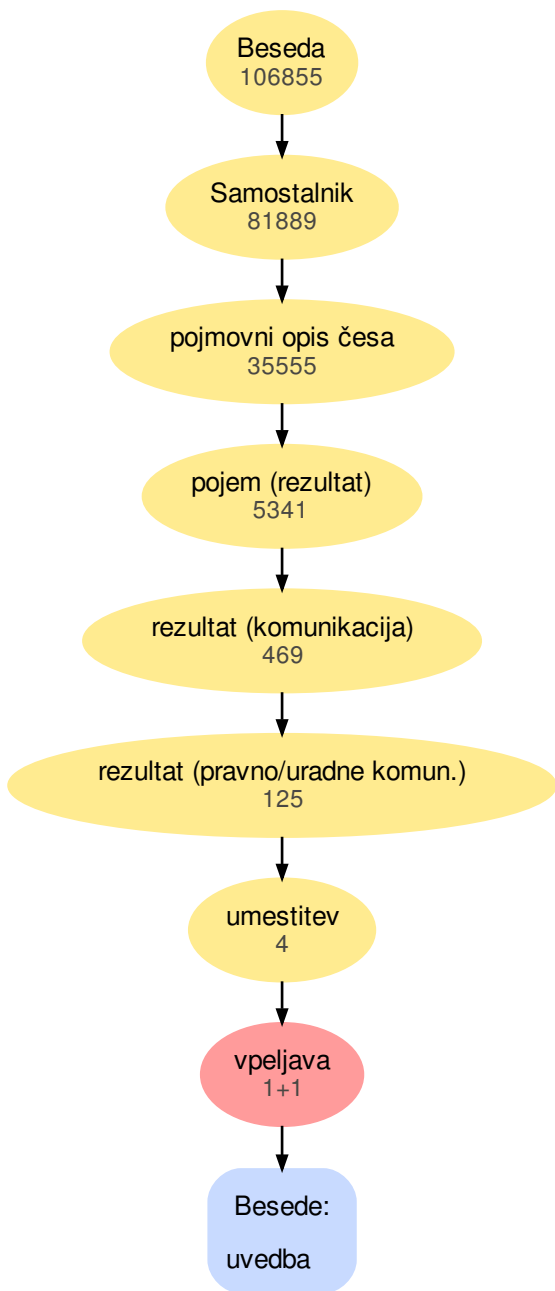 Beseda
106855
Samostalnik
81889
pojmovni opis česa
35555
pojem (rezultat)
5341
rezultat (komunikacija)
469
rezultat (pravno/uradne komun.)
125
umestitev
4
vpeljava
1+1
Besede:
uvedba